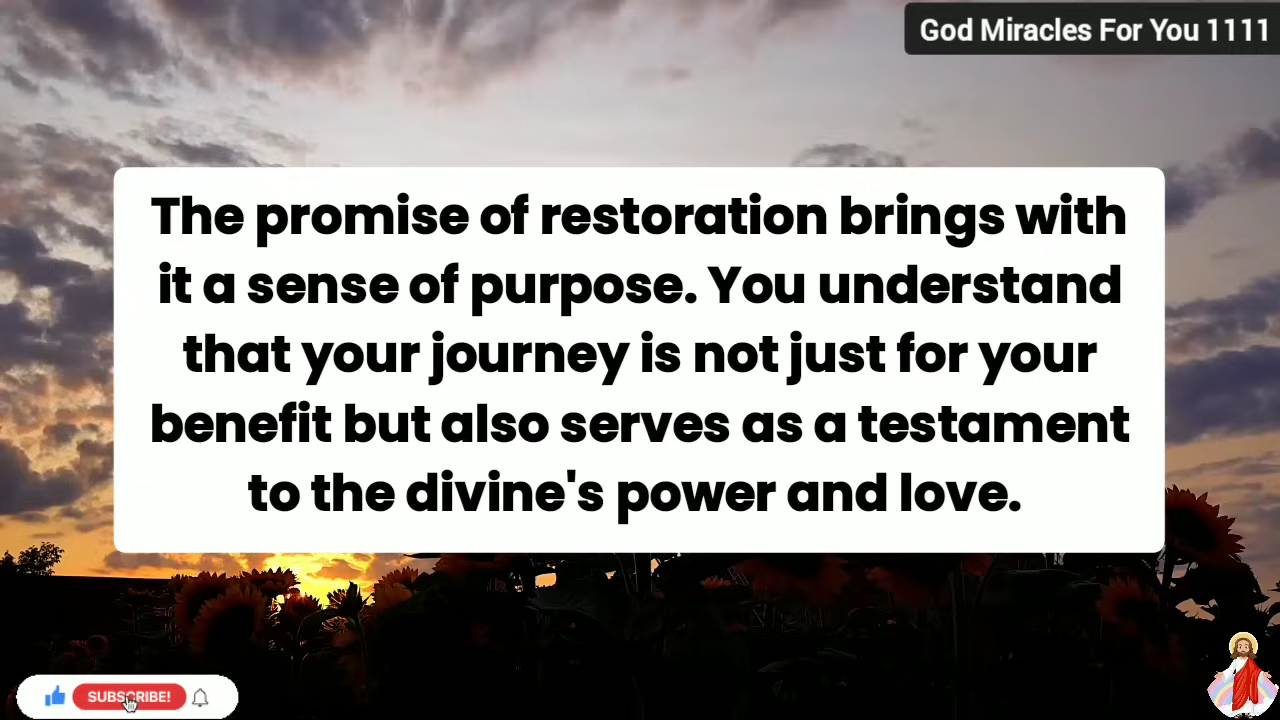 God Miracles For You 1111
The promise of restoration brings with
it a sense of purpose. You understand
that your journey is not just for your
benefit but also serves as a testament
to the divine's power and love.
SUBSCRIBE!